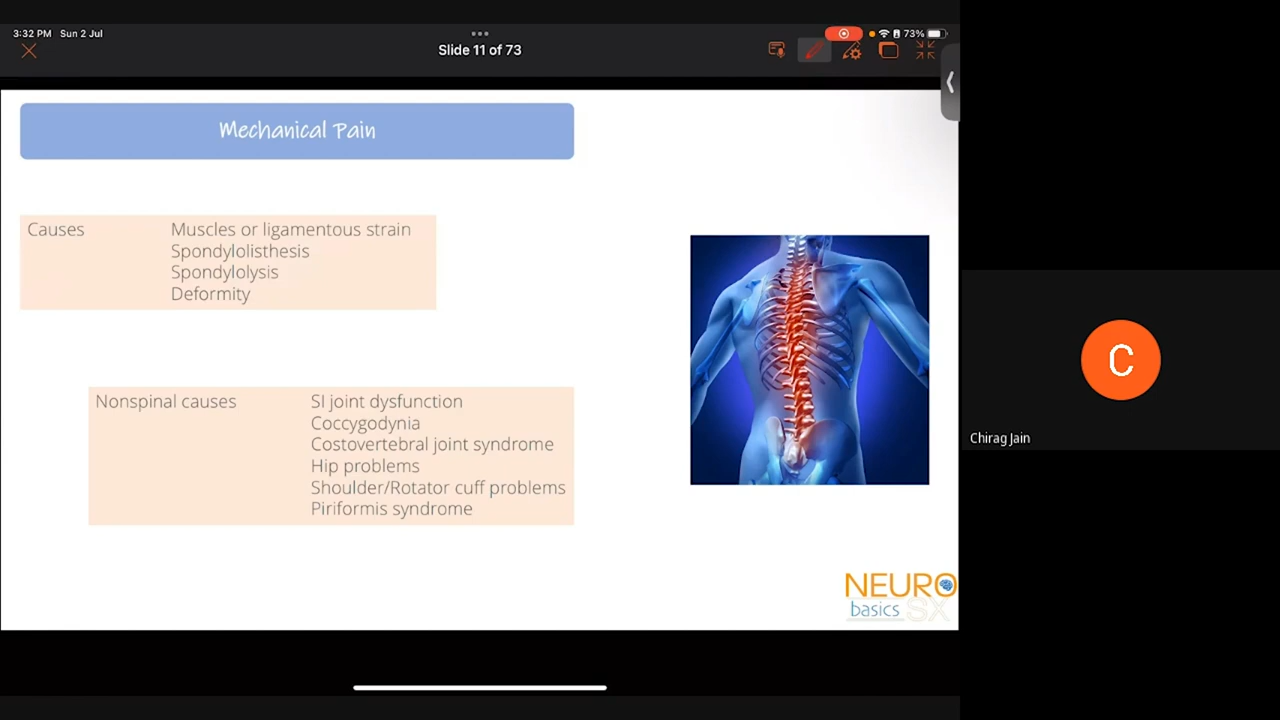 3:32 PM Sun 2 Jul
73%
Slide 11 of 73
Mechanical Pain
Causes Muscles or ligamentous strain
Spondylolisthesis
Spondylolysis
Deformity
Nonspinal causes SI joint dysfunction
Coccygodynia
Costovertebral joint syndrome
Hip problems
Shoulder/Rotator cuff problems
Piriformis syndrome
NEURO
basics SX
C
Chirag Jain